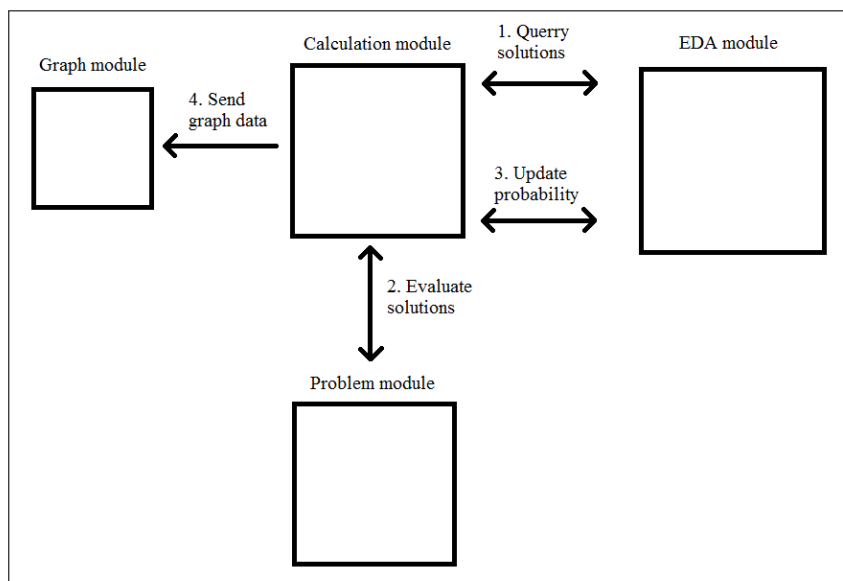 Graph module
Calculation module
EDA module
1. Querry
solutions
4. Send
graph data
3. Update
probability
2. Evaluate
solutions
Problem module